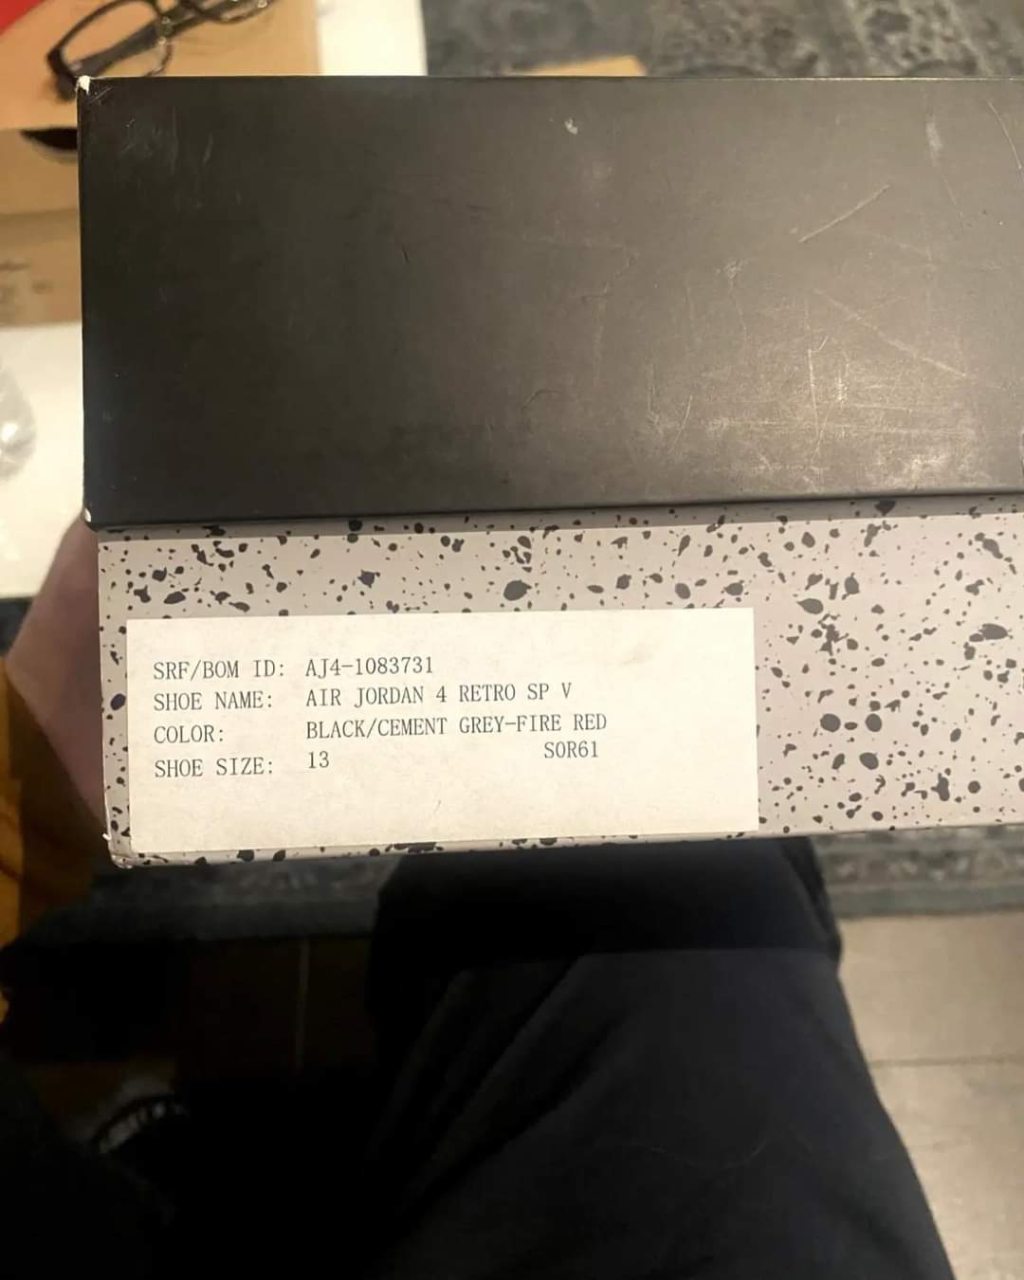 SRF/BOM ID: AJ4-1083731
SHOE NAME: AIR JORDAN 4 RETRO SP V
COLOR: BLACK/CEMENT GREY-FIRE RED
SOR61
SHOE SIZE: 13